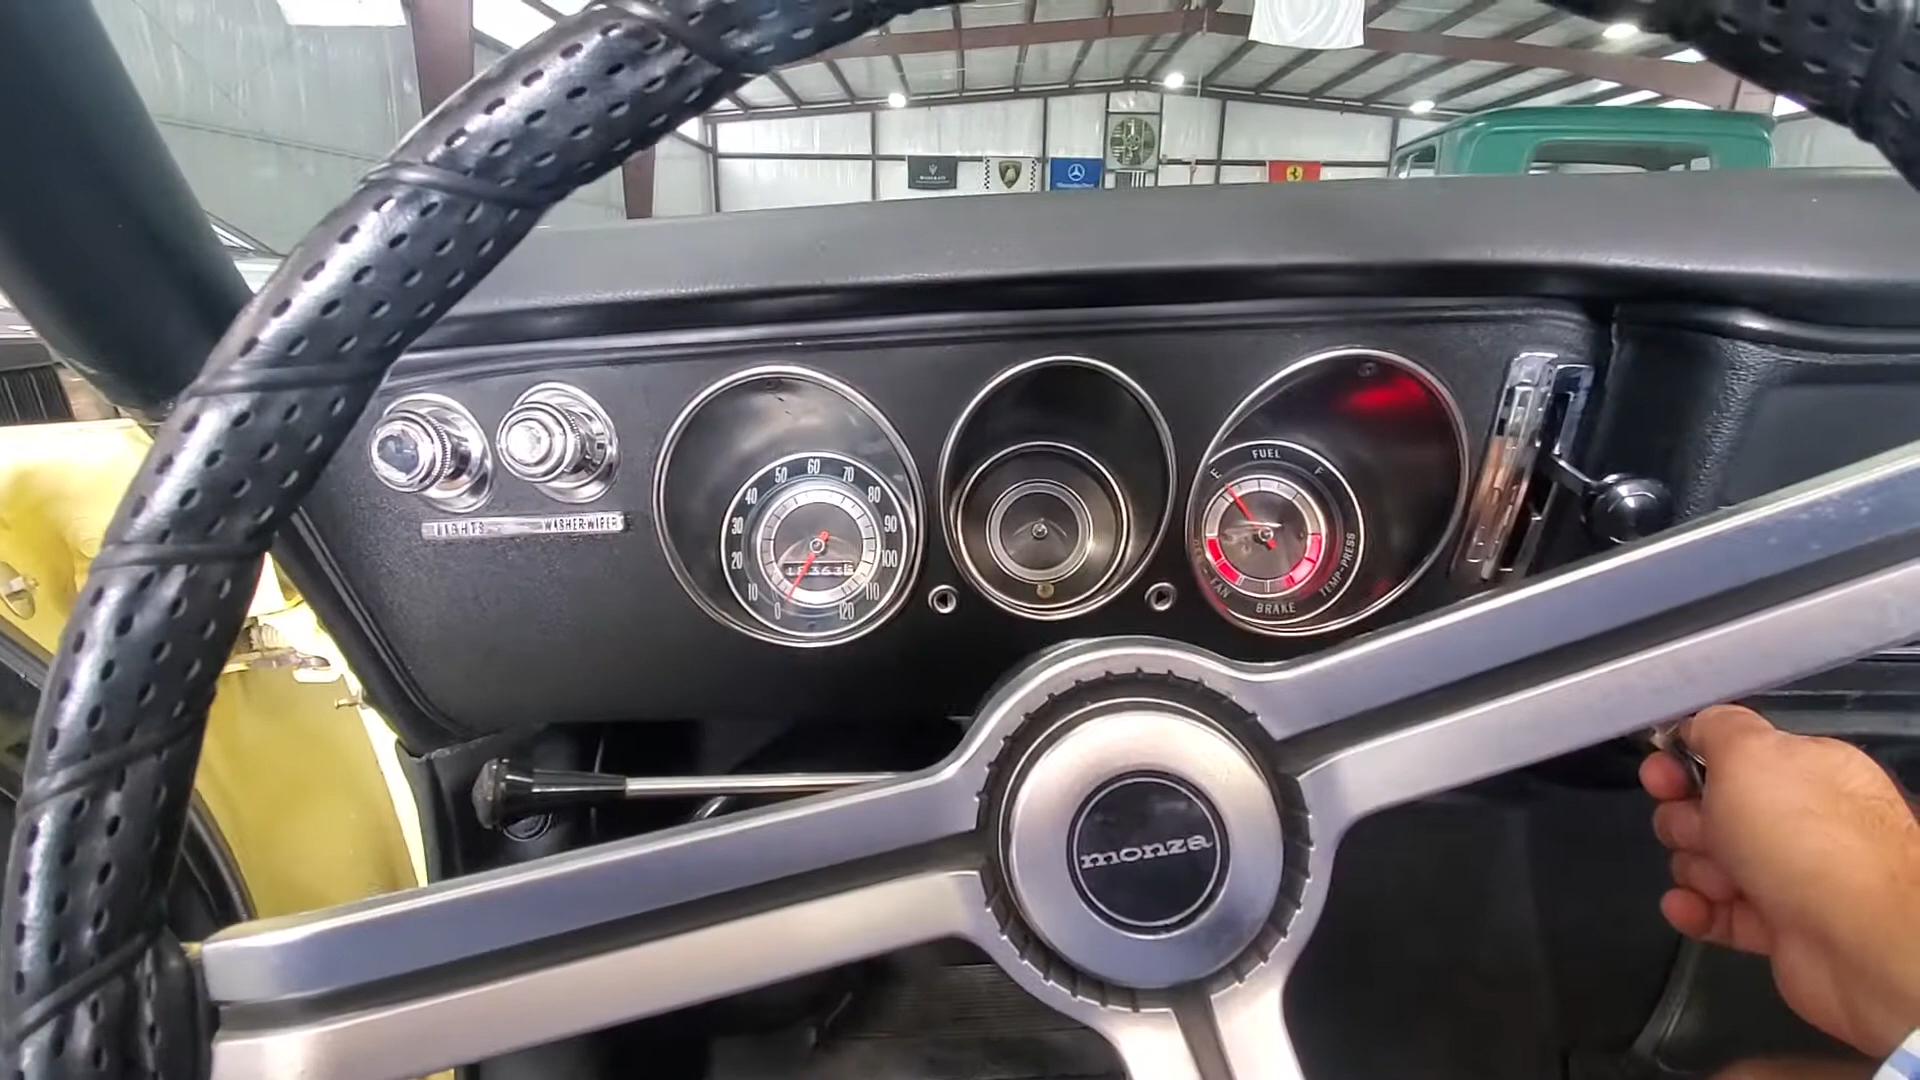 LIGHTS WASHER-WIPER
0 10 20 30 40 50 60 70 80 90 100 110 120
E FUEL F
GEN-FAN BRAKE TEMP-PRESS
monza